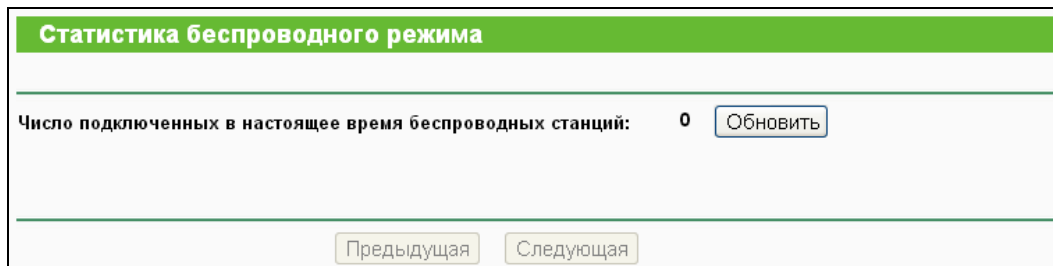 Статистика беспроводного режима
Число подключенных в настоящее время беспроводных станций: 0 Обновить
Предыдущая Следующая